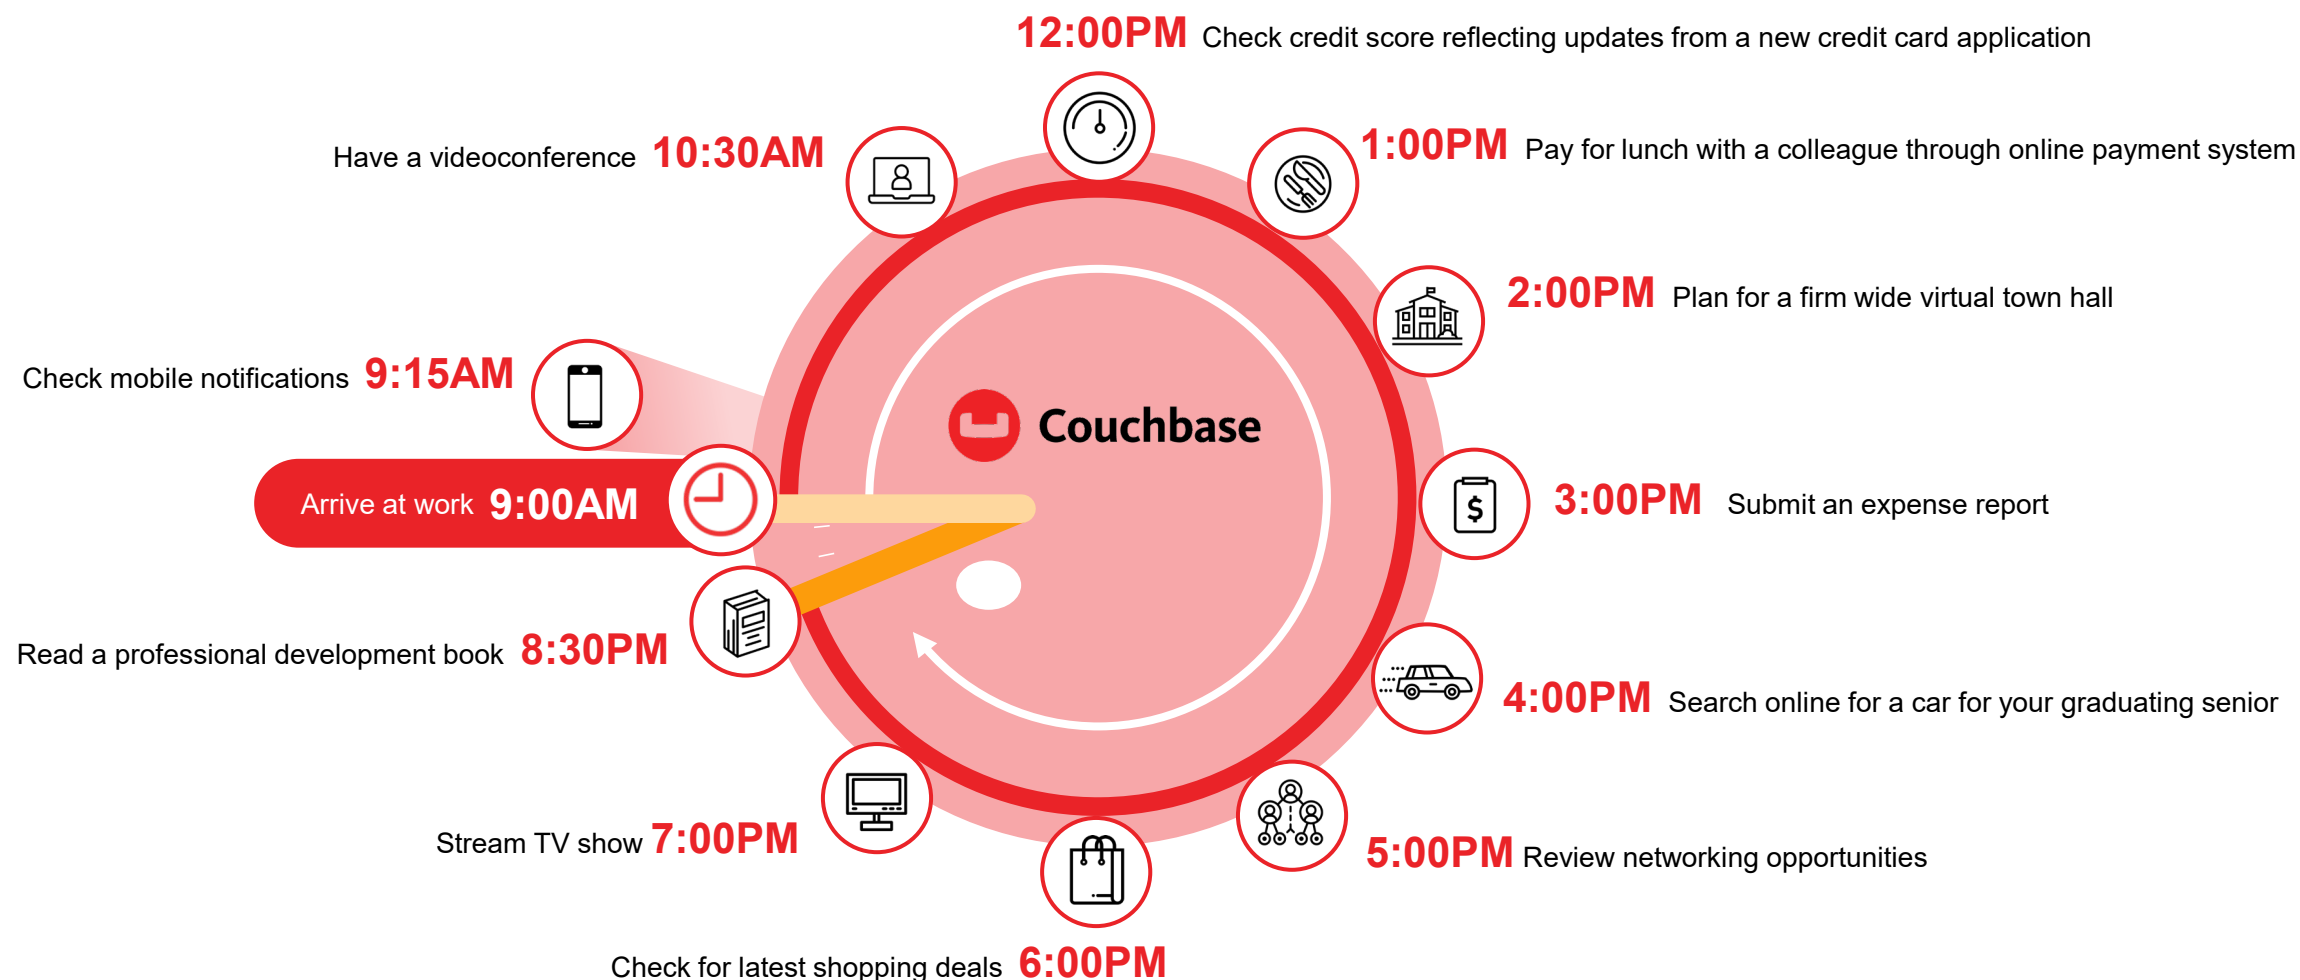 12:00PM Check credit score reflecting updates from a new credit card application
Have a videoconference 10:30AM
1:00PM Pay for lunch with a colleague through online payment system
2:00PM Plan for a firm wide virtual town hall
Check mobile notifications 9:15AM
Couchbase
Arrive at work 9:00AM
3:00PM Submit an expense report
$
Read a professional development book 8:30PM
4:00PM Search online for a car for your graduating senior
Stream TV show 7:00PM
5:00PM Review networking opportunities
Check for latest shopping deals 6:00PM